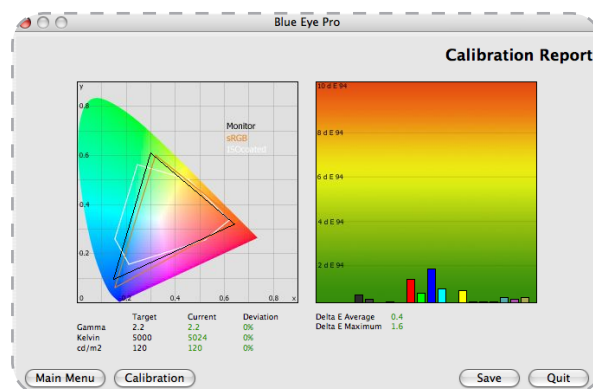 Blue Eye Pro
Calibration Report
y
0.8
0.6
0.4
0.2
0 0.2 0.4 0.6 0.8 x
Monitor
sRGB
ISOcoated
10 d E 94
8 d E 94
6 d E 94
4 d E 94
2 d E 94
Target Current Deviation
Gamma 2.2 2.2 0%
Kelvin 5000 5024 0%
cd/m2 120 120 0%
Delta E Average 0.4
Delta E Maximum 1.6
Main Menu Calibration Save Quit